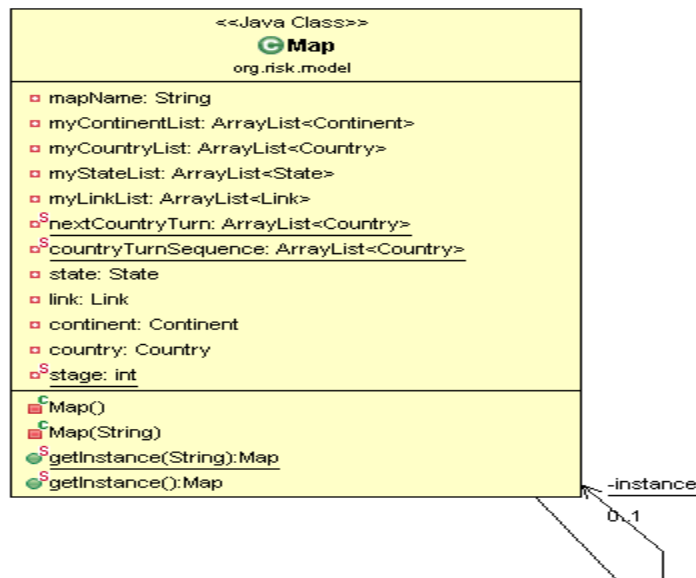 <<Java Class>>
Map
org.risk.model
mapName: String
myContinentList: ArrayList<Continent>
myCountryList: ArrayList<Country>
myStateList: ArrayList<State>
myLinkList: ArrayList<Link>
nextCountryTurn: ArrayList<Country>
countryTurnSequence: ArrayList<Country>
state: State
link: Link
continent: Continent
country: Country
stage: int
Map()
Map(String)
getInstance(String):Map
getInstance():Map
-instance
0..1